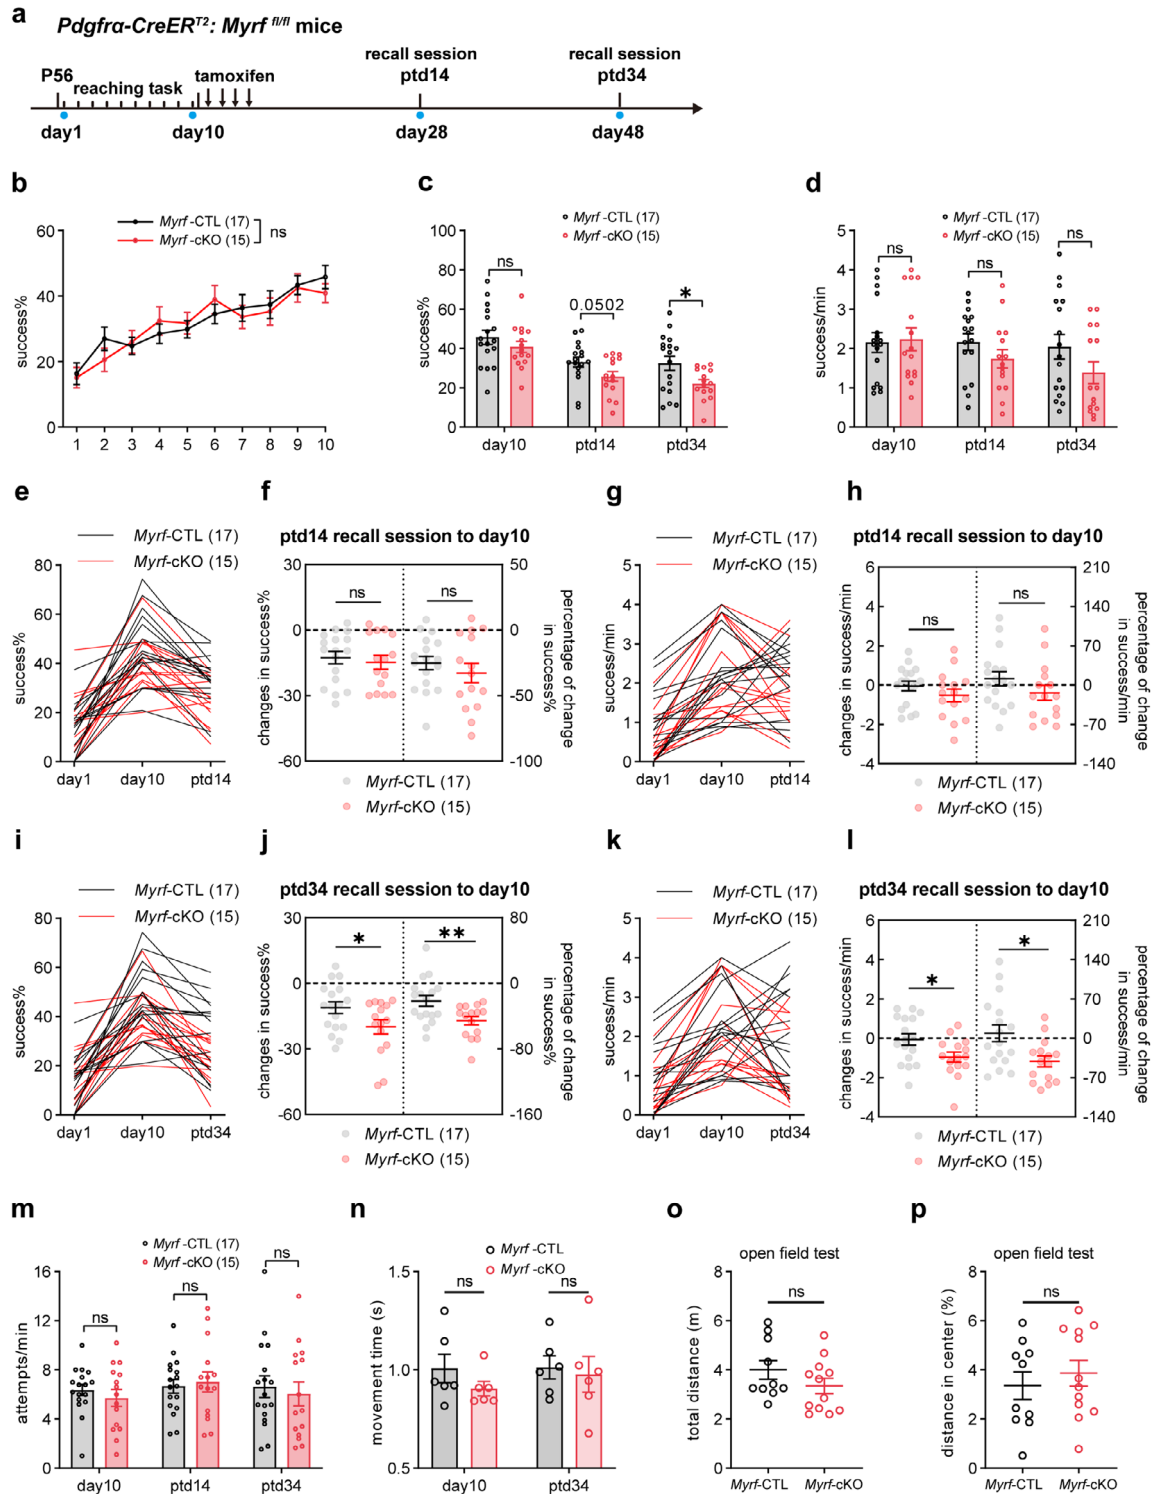 a
Pdgfrα-CreERT2: Myrf fl/fl mice
recall session recall session
P56 reaching task tamoxifen ptd14 ptd34
day1 day10 day28 day48
b
Myrf-CTL (17)
Myrf-cKO (15)
ns
success%
60
40
20
0
1 2 3 4 5 6 7 8 9 10
c
Myrf-CTL (17)
Myrf-cKO (15)
success%
100
80
60
40
20
0
ns
0.0502
*
day10 ptd14 ptd34
d
Myrf-CTL (17)
Myrf-cKO (15)
success/min
5
4
3
2
1
0
ns
ns
ns
day10 ptd14 ptd34
e
Myrf-CTL (17)
Myrf-cKO (15)
success%
80
60
40
20
0
day1 day10 ptd14
f
ptd14 recall session to day10
changes in success%
30
0
-30
-60
ns ns
50
0
-50
-100
percentage of change
in success%
Myrf-CTL (17)
Myrf-cKO (15)
g
Myrf-CTL (17)
Myrf-cKO (15)
success/min
5
4
3
2
1
0
day1 day10 ptd14
h
ptd14 recall session to day10
changes in success/min
6
4
2
0
-2
-4
ns ns
210
140
70
0
-70
-140
percentage of change
in success/min
Myrf-CTL (17)
Myrf-cKO (15)
i
Myrf-CTL (17)
Myrf-cKO (15)
success%
80
60
40
20
0
day1 day10 ptd34
j
ptd34 recall session to day10
changes in success%
30
0
-30
-60
* **
80
0
-80
-160
percentage of change
in success%
Myrf-CTL (17)
Myrf-cKO (15)
k
Myrf-CTL (17)
Myrf-cKO (15)
success/min
5
4
3
2
1
0
day1 day10 ptd34
l
ptd34 recall session to day10
changes in success/min
6
4
2
0
-2
-4
* *
210
140
70
0
-70
-140
percentage of change
in success/min
Myrf-CTL (17)
Myrf-cKO (15)
m
Myrf-CTL (17)
Myrf-cKO (15)
attempts/min
16
12
8
4
0
ns
ns
ns
day10 ptd14 ptd34
n
Myrf-CTL
Myrf-cKO
movement time (s)
1.5
1.0
0.5
ns ns
day10 ptd34
o
open field test
total distance (m)
8
6
4
2
0
ns
Myrf-CTL Myrf-cKO
p
open field test
distance in center (%)
8
6
4
2
0
ns
Myrf-CTL Myrf-cKO